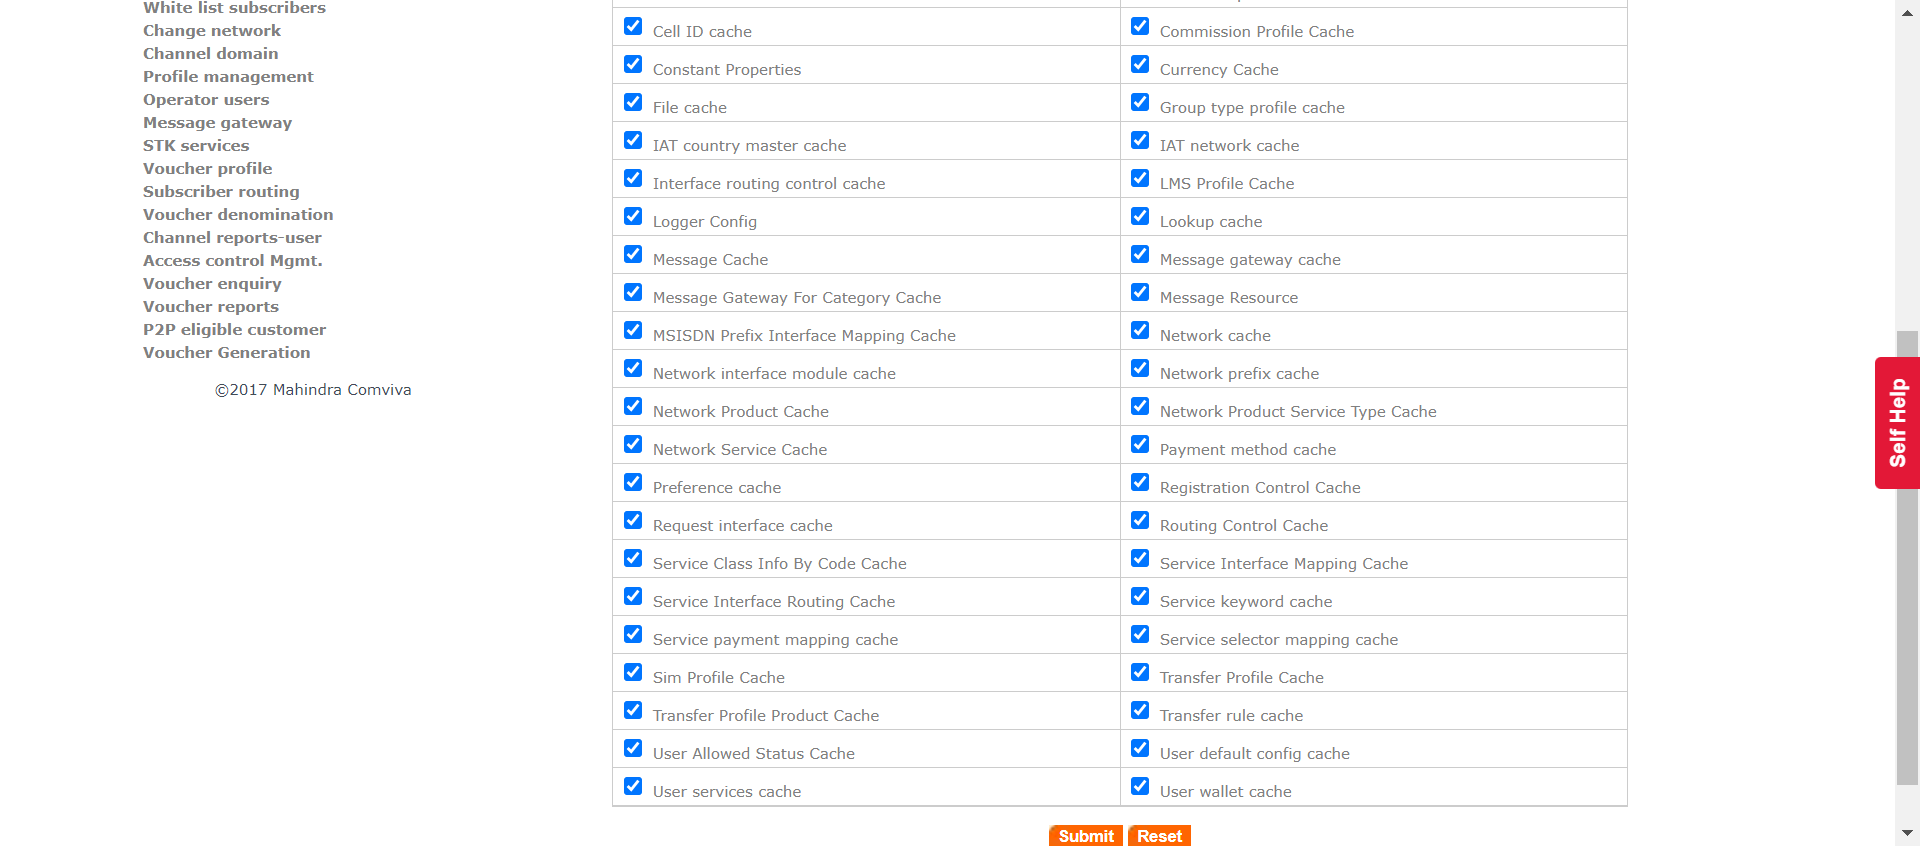 White list subscribers
Change network
Channel domain
Profile management
Operator users
Message gateway
STK services
Voucher profile
Subscriber routing
Voucher denomination
Channel reports-user
Access control Mgmt.
Voucher enquiry
Voucher reports
P2P eligible customer
Voucher Generation
©2017 Mahindra Comviva
Cell ID cache
Commission Profile Cache
Constant Properties
Currency Cache
File cache
Group type profile cache
IAT country master cache
IAT network cache
Interface routing control cache
LMS Profile Cache
Logger Config
Lookup cache
Message Cache
Message gateway cache
Message Gateway For Category Cache
Message Resource
MSISDN Prefix Interface Mapping Cache
Network cache
Network interface module cache
Network prefix cache
Network Product Cache
Network Product Service Type Cache
Network Service Cache
Payment method cache
Preference cache
Registration Control Cache
Request interface cache
Routing Control Cache
Service Class Info By Code Cache
Service Interface Mapping Cache
Service Interface Routing Cache
Service keyword cache
Service payment mapping cache
Service selector mapping cache
Sim Profile Cache
Transfer Profile Cache
Transfer Profile Product Cache
Transfer rule cache
User Allowed Status Cache
User default config cache
User services cache
User wallet cache
Submit
Reset
Self Help